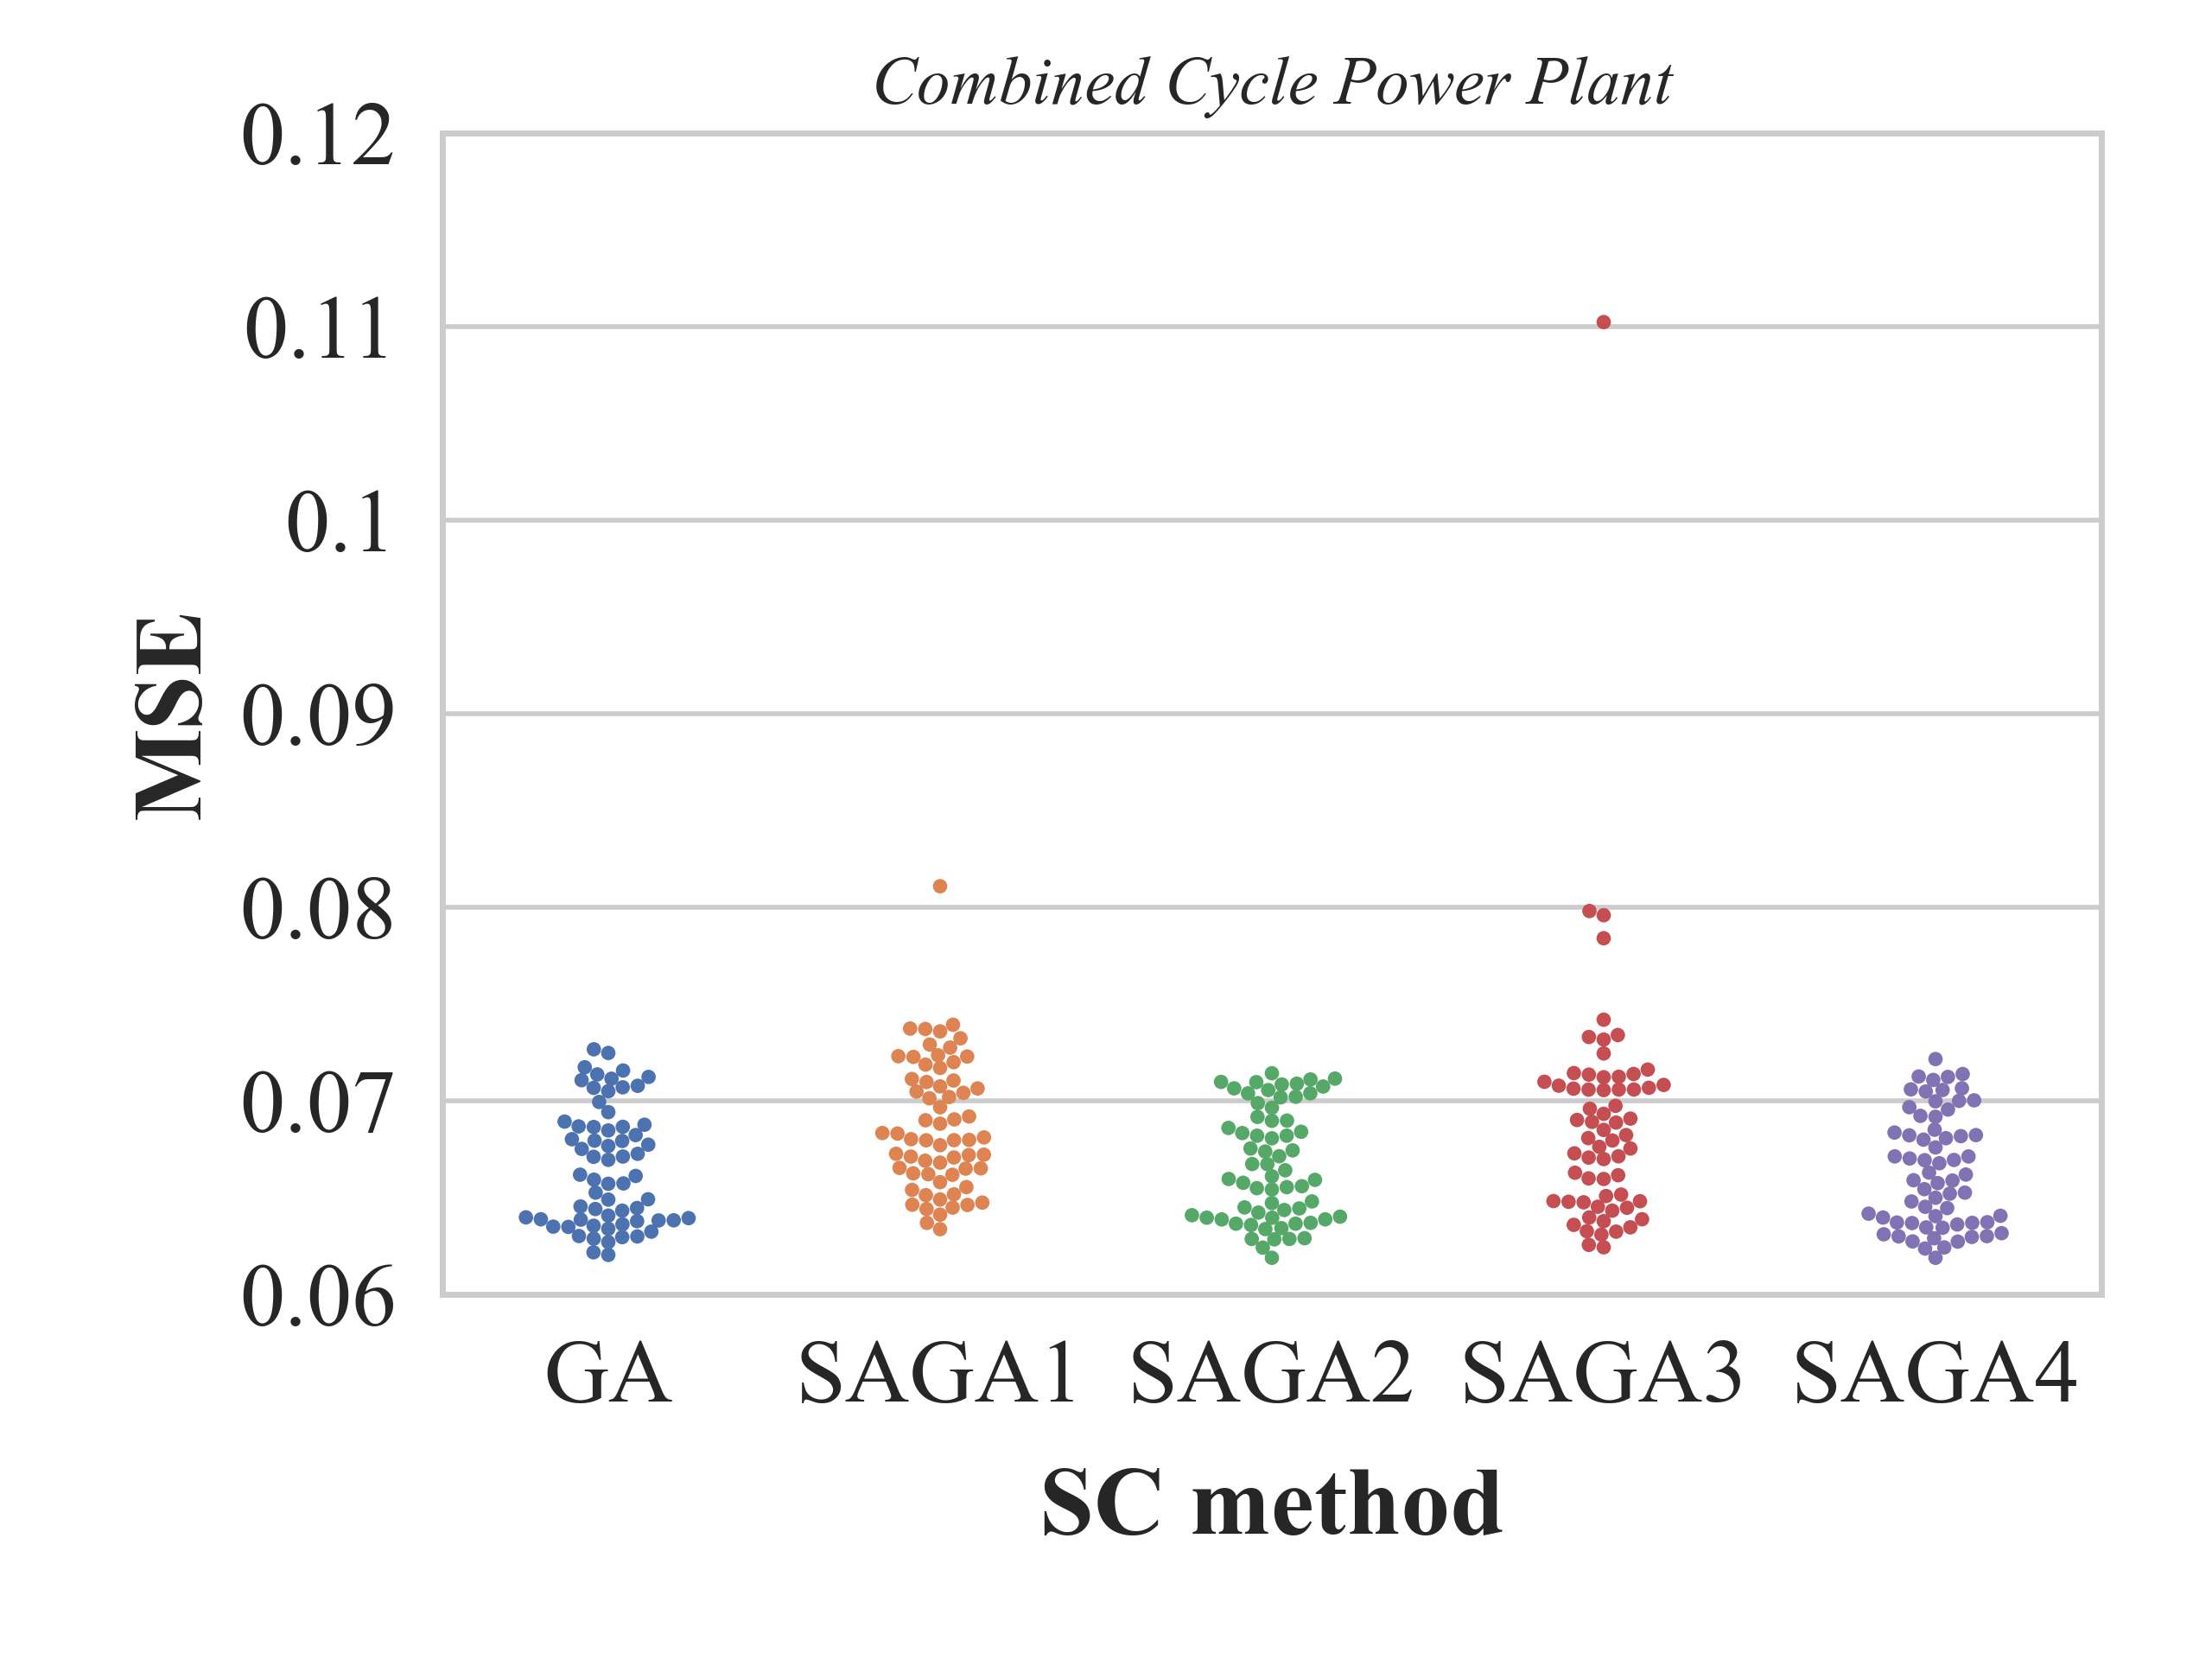 Combined Cycle Power Plant
0.12
0.11
0.1
0.09
0.08
0.07
0.06
MSE
GA SAGA1 SAGA2 SAGA3 SAGA4
SC method